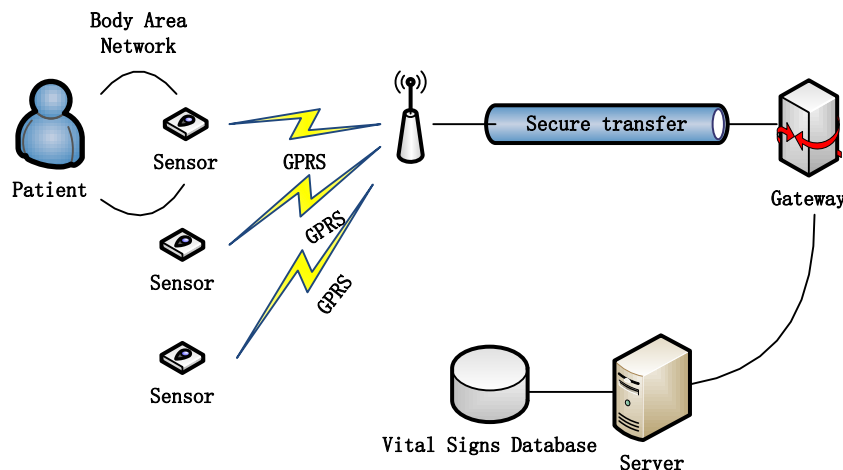 Body Area
Network
Sensor
Patient
GPRS
Secure transfer
Gateway
GPRS
Sensor
GPRS
Sensor
Vital Signs Database
Server